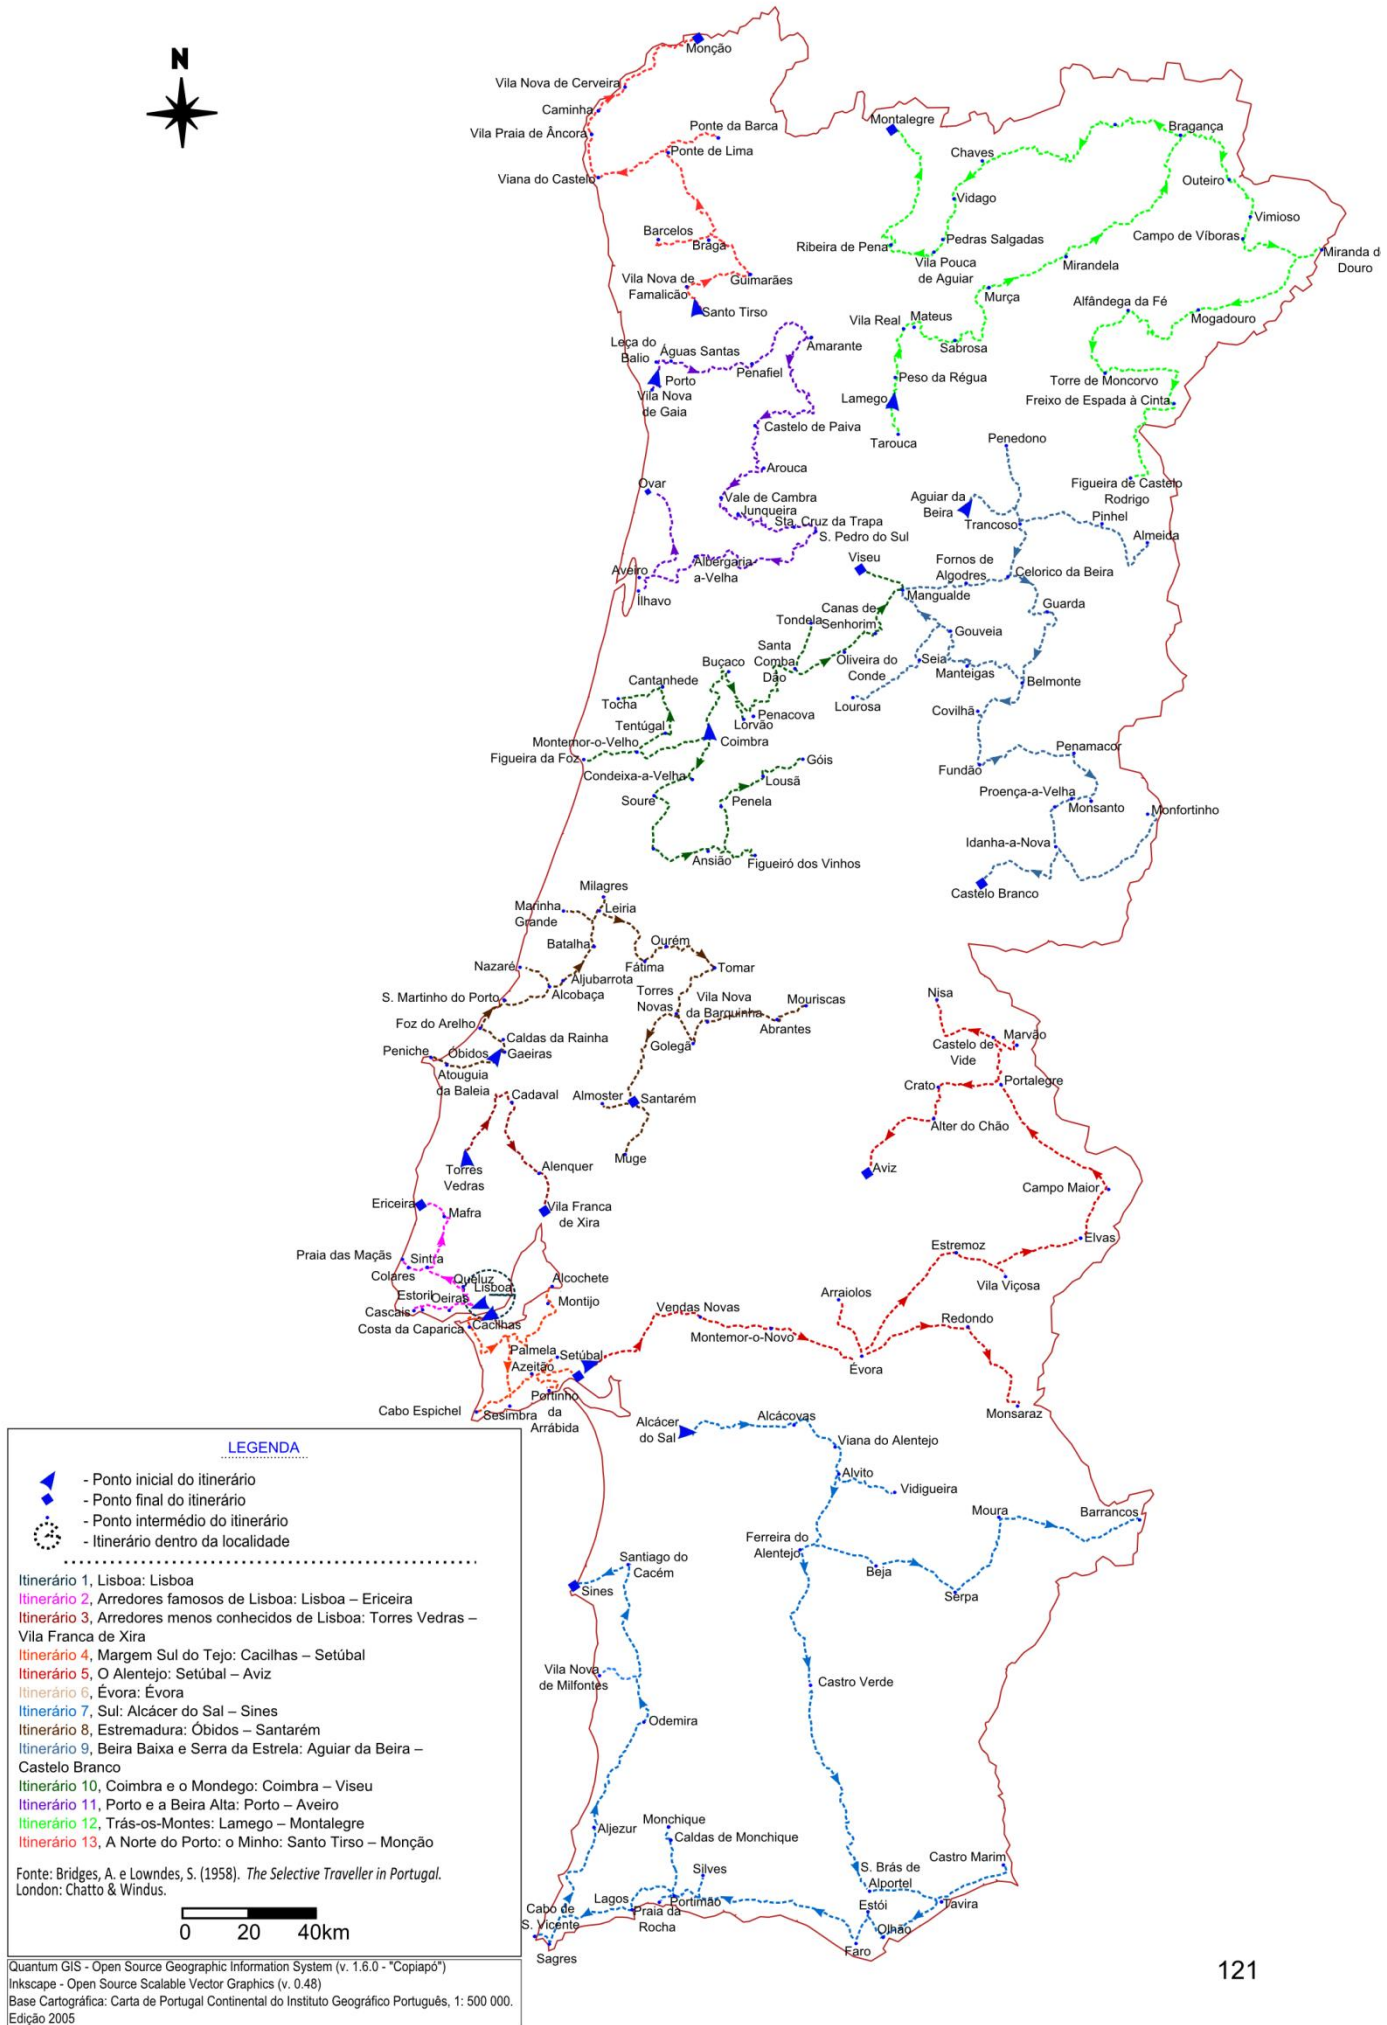 N
Monção
Vila Nova de Cerveira
Caminha
Vila Praia de Âncora
Ponte da Barca
Ponte de Lima
Viana do Castelo
Barcelos
Braga
Vila Nova de
Famalicão
Guimarães
Santo Tirso
Montalegre
Bragança
Chaves
Outeiro
Vidago
Vimioso
Campo de Víboras
Ribeira de Pena
Pedras Salgadas
Vila Pouca
de Aguiar
Mirandela
Miranda d
Douro
Murça
Alfândega da Fé
Mogadouro
Vila Real
Mateus
Sabrosa
Leça do
Balio
Águas Santas
Amarante
Penafiel
Porto
Vila Nova
de Gaia
Peso da Régua
Torre de Moncorvo
Lamego
Freixo de Espada à Cinta
Castelo de Paiva
Tarouca
Penedono
Arouca
Ovar
Vale de Cambra
Junqueira
Sta. Cruz da Trapa
S. Pedro do Sul
Aguiar da
Beira
Trancoso
Figueira de Castelo
Rodrigo
Pinhel
Almeida
Viseu
Albergaria
a-Velha
Aveiro
Ílhavo
Fornos de
Algodres
Celorico da Beira
Mangualde
Guarda
Canas de
Senhorim
Tondela
Gouveia
Santa
Comba
Dão
Buçaco
Oliveira do
Conde
Seia
Manteigas
Belmonte
Cantanhede
Tocha
Lourosa
Covilhã
Penacova
Lorvão
Tentúgal
Montemor-o-Velho
Coimbra
Figueira da Foz
Góis
Penamacor
Fundão
Condeixa-a-Velha
Lousã
Soure
Penela
Proença-a-Velha
Monsanto
Monfortinho
Idanha-a-Nova
Ansião
Figueiró dos Vinhos
Castelo Branco
Milagres
Marinha
Grande
Leiria
Batalha
Ourém
Nazaré
Fátima
Tomar
Aljubarrota
Alcobaça
S. Martinho do Porto
Torres
Novas
Vila Nova
da Barquinha
Mouriscas
Abrantes
Nisa
Foz do Arelho
Caldas da Rainha
Golegã
Marvão
Castelo de
Vide
Peniche
Óbidos
Gaeiras
Atouguia
da Baleia
Cadaval
Almoster
Santarém
Crato
Portalegre
Alter do Chão
Muge
Torres
Vedras
Alenquer
Aviz
Campo Maior
Ericeira
Mafra
Vila Franca
de Xira
Elvas
Estremoz
Praia das Maçãs
Sintra
Colares
Queluz
Lisboa
Alcochete
Vila Viçosa
Estoril
Oeiras
Cascais
Montijo
Arraiolos
Costa da Caparica
Cacilhas
Vendas Novas
Montemor-o-Novo
Redondo
Palmela
Setúbal
Azeitão
Évora
Cabo Espichel
Sesimbra
Portinho
da
Arrábida
Monsaraz
Alcácer
do Sal
Alcácovas
Viana do Alentejo
Alvito
Vidigueira
Moura
Barrancos
Ferreira do
Alentejo
Beja
Serpa
Santiago do
Cacém
Sines
Vila Nova
de Milfontes
Castro Verde
Odemira
Monchique
Aljezur
Caldas de Monchique
Silves
S. Brás de
Alportel
Castro Marim
Lagos
Portimão
Praia da
Rocha
Cabo de
S. Vicente
Sagres
Estói
Tavira
Olhão
Faro
LEGENDA
- Ponto inicial do itinerário
- Ponto final do itinerário
- Ponto intermédio do itinerário
- Itinerário dentro da localidade
Itinerário 1, Lisboa: Lisboa
Itinerário 2, Arredores famosos de Lisboa: Lisboa – Ericeira
Itinerário 3, Arredores menos conhecidos de Lisboa: Torres Vedras –
Vila Franca de Xira
Itinerário 4, Margem Sul do Tejo: Cacilhas – Setúbal
Itinerário 5, O Alentejo: Setúbal – Aviz
Itinerário 6, Évora: Évora
Itinerário 7, Sul: Alcácer do Sal – Sines
Itinerário 8, Estremadura: Óbidos – Santarém
Itinerário 9, Beira Baixa e Serra da Estrela: Aguiar da Beira –
Castelo Branco
Itinerário 10, Coimbra e o Mondego: Coimbra – Viseu
Itinerário 11, Porto e a Beira Alta: Porto – Aveiro
Itinerário 12, Trás-os-Montes: Lamego – Montalegre
Itinerário 13, A Norte do Porto: o Minho: Santo Tirso – Monção
Fonte: Bridges, A. e Lowndes, S. (1958). The Selective Traveller in Portugal.
London: Chatto & Windus.
0 20 40km
Quantum GIS - Open Source Geographic Information System (v. 1.6.0 - "Copiapó")
Inkscape - Open Source Scalable Vector Graphics (v. 0.48)
Base Cartográfica: Carta de Portugal Continental do Instituto Geográfico Português, 1: 500 000.
Edição 2005
121